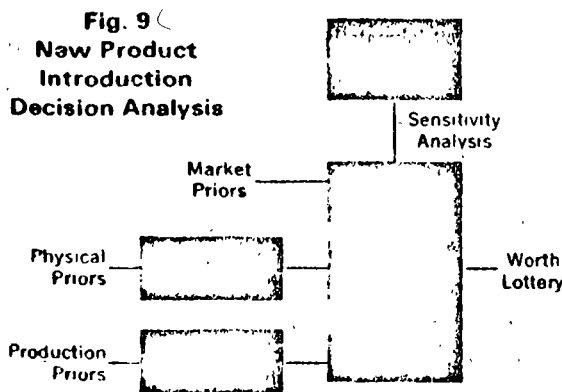 Fig. 9
New Product
Introduction
Decision Analysis
Sensitivity
Analysis
Market
Priors
Physical
Priors
Worth
Lottery
Production
Priors